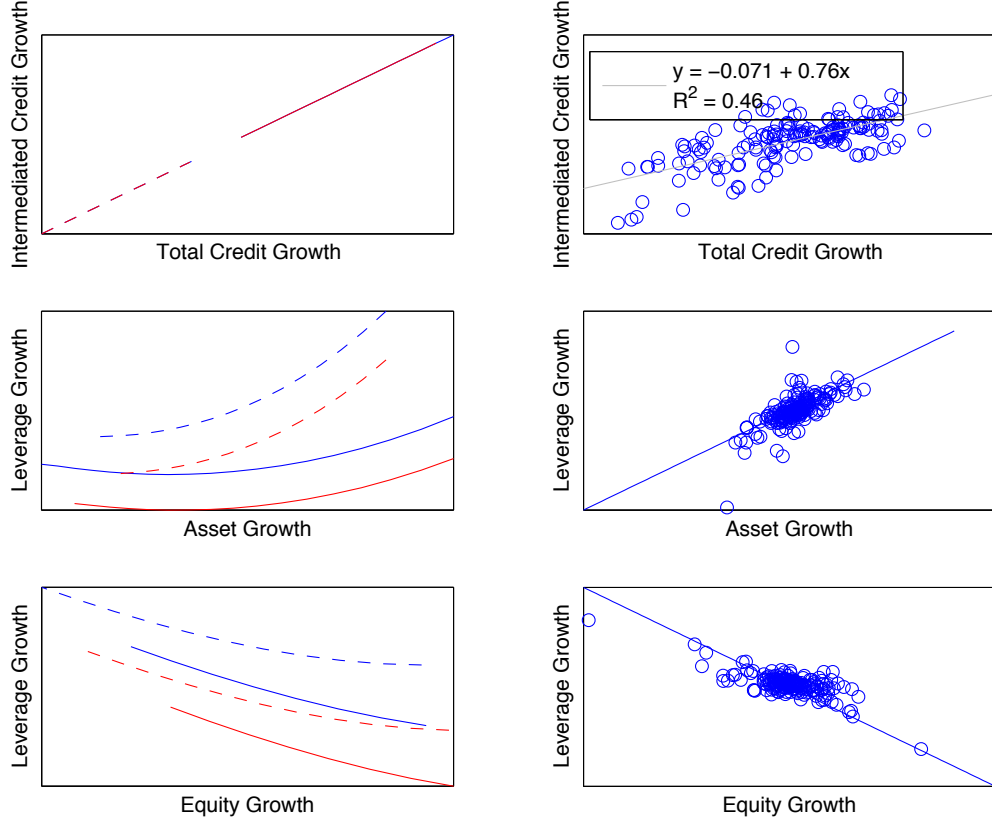 Intermediated Credit Growth
Total Credit Growth
Intermediated Credit Growth
y = −0.071 + 0.76x
R² = 0.46
Total Credit Growth
Leverage Growth
Asset Growth
Leverage Growth
Asset Growth
Leverage Growth
Equity Growth
Leverage Growth
Equity Growth